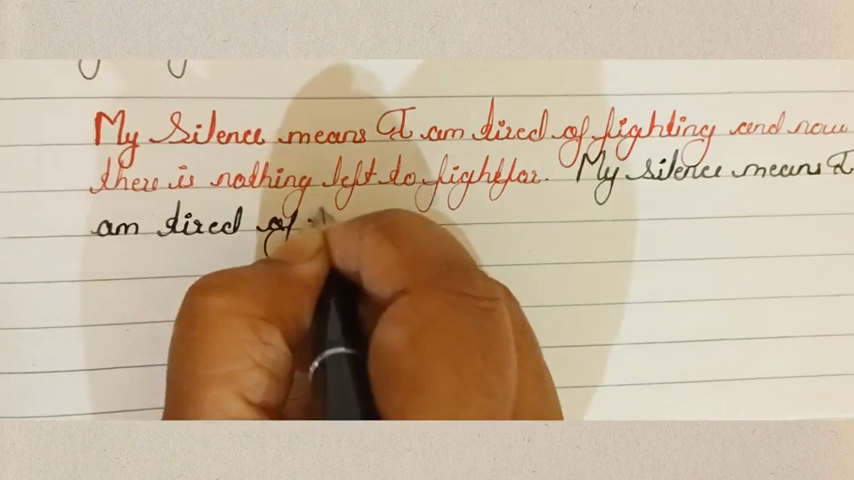 My Silence means I am tired of fighting and now
there is nothing left to fight for. My silence means I
am tired of